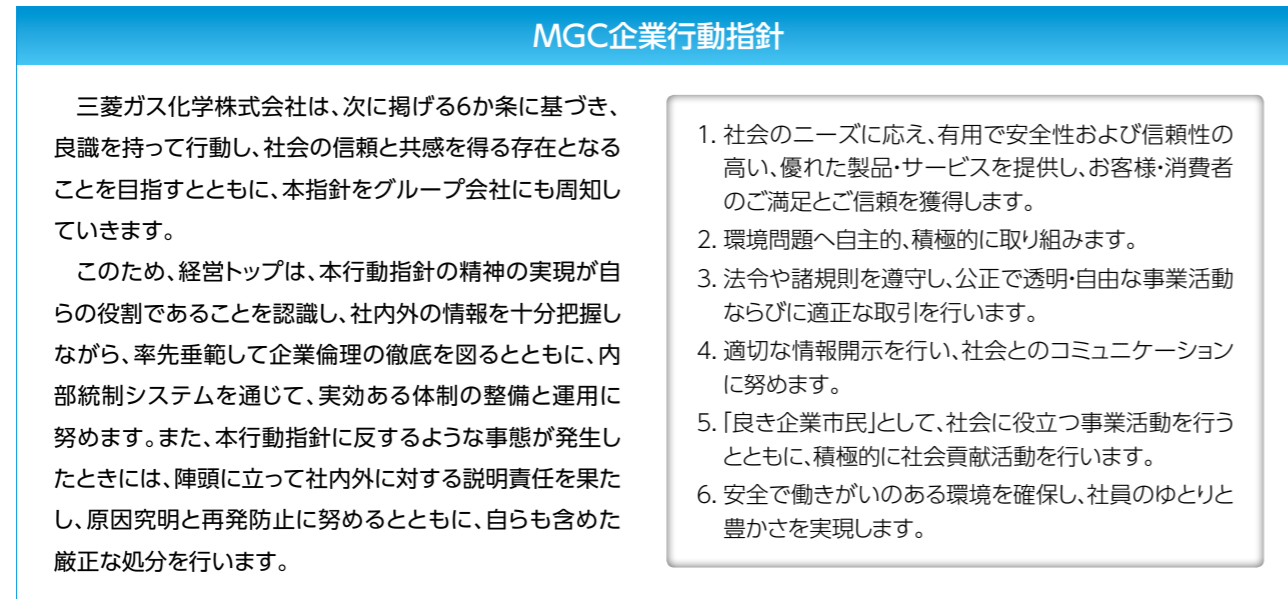 MGC企業行動指針
三菱ガス化学株式会社は、次に掲げる6か条に基づき、
良識を持って行動し、社会の信頼と共感を得る存在となる
ことを目指すとともに、本指針をグループ会社にも周知し
ていきます。
このため、経営トップは、本行動指針の精神の実現が自
らの役割であることを認識し、社内外の情報を十分把握し
ながら、率先垂範して企業倫理の徹底を図るとともに、内
部統制システムを通じて、実効ある体制の整備と運用に
努めます。また、本行動指針に反するような事態が発生し
たときには、陣頭に立って社内外に対する説明責任を果た
し、原因究明と再発防止に努めるとともに、自らも含めた
厳正な処分を行います。
1. 社会のニーズに応え、有用で安全性および信頼性の
高い、優れた製品・サービスを提供し、お客様・消費者
のご満足とご信頼を獲得します。
2. 環境問題へ自主的、積極的に取り組みます。
3. 法令や諸規則を遵守し、公正で透明・自由な事業活動
ならびに適正な取引を行います。
4. 適切な情報開示を行い、社会とのコミュニケーション
に努めます。
5. 「良き企業市民」として、社会に役立つ事業活動を行う
とともに、積極的に社会貢献活動を行います。
6. 安全で働きがいのある環境を確保し、社員のゆとりと
豊かさを実現します。